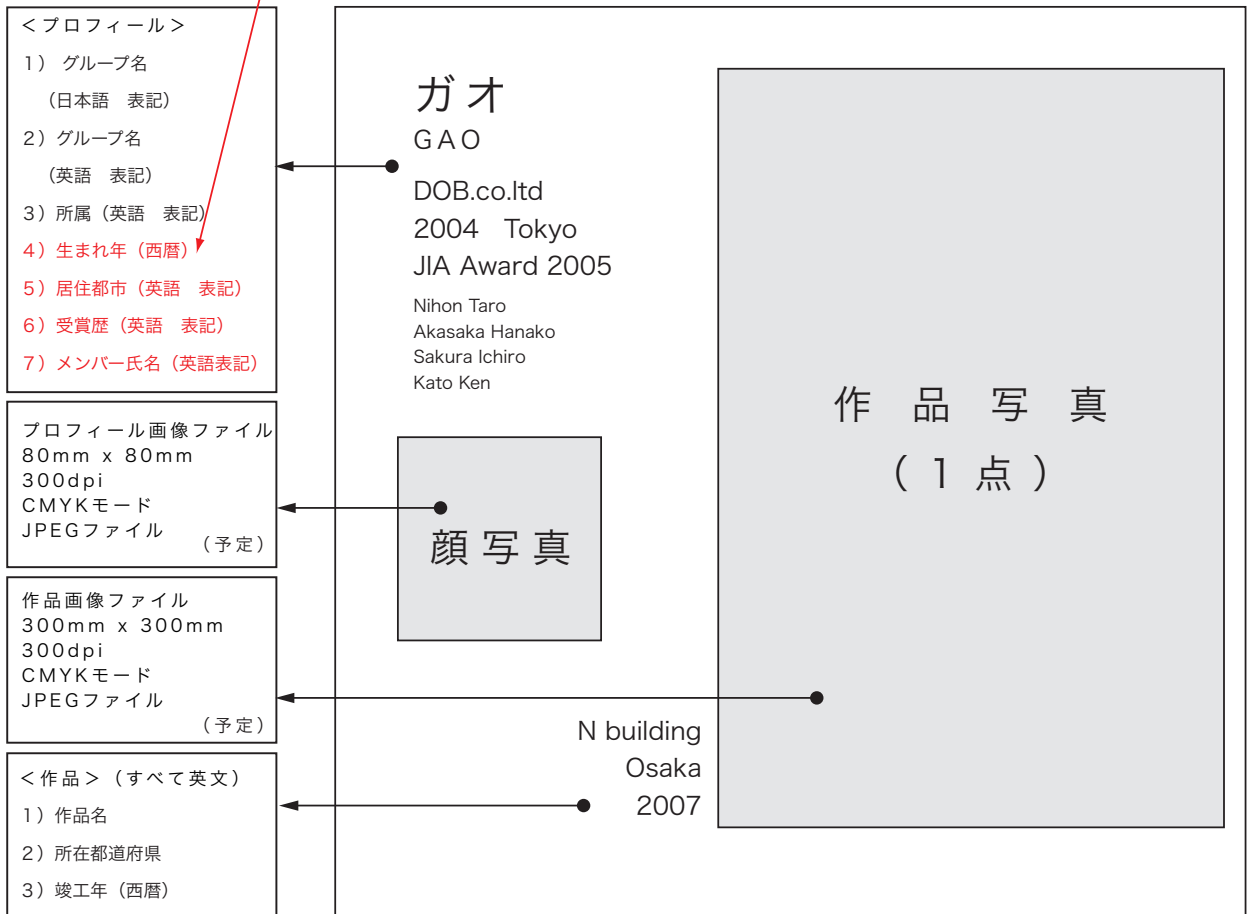 ＜プロフィール＞
1） グループ名
（日本語　表記）
2）グループ名
（英語　表記）
3）所属（英語　表記）
4）生まれ年（西暦）
5）居住都市（英語　表記）
6）受賞歴（英語　表記）
7）メンバー氏名（英語表記）
プロフィール画像ファイル
80mm x 80mm
300dpi
CMYKモード
JPEGファイル
（予定）
作品画像ファイル
300mm x 300mm
300dpi
CMYKモード
JPEGファイル
（予定）
＜作品＞（すべて英文）
1）作品名
2）所在都道府県
3）竣工年（西暦）
ガオ
GAO
DOB.co.ltd
2004　Tokyo
JIA Award 2005
Nihon Taro
Akasaka Hanako
Sakura Ichiro
Kato Ken
顔写真
N building
Osaka
2007
作品写真
（1点）